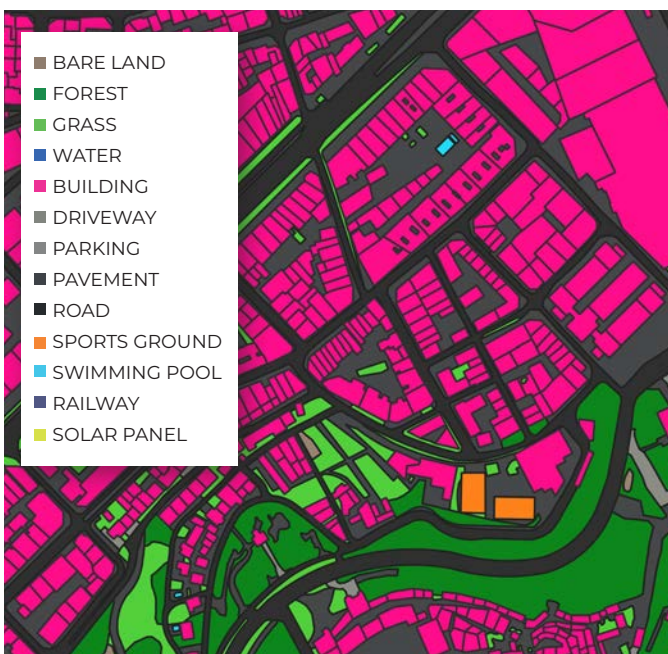 BARE LAND
FOREST
GRASS
WATER
BUILDING
DRIVEWAY
PARKING
PAVEMENT
ROAD
SPORTS GROUND
SWIMMING POOL
RAILWAY
SOLAR PANEL